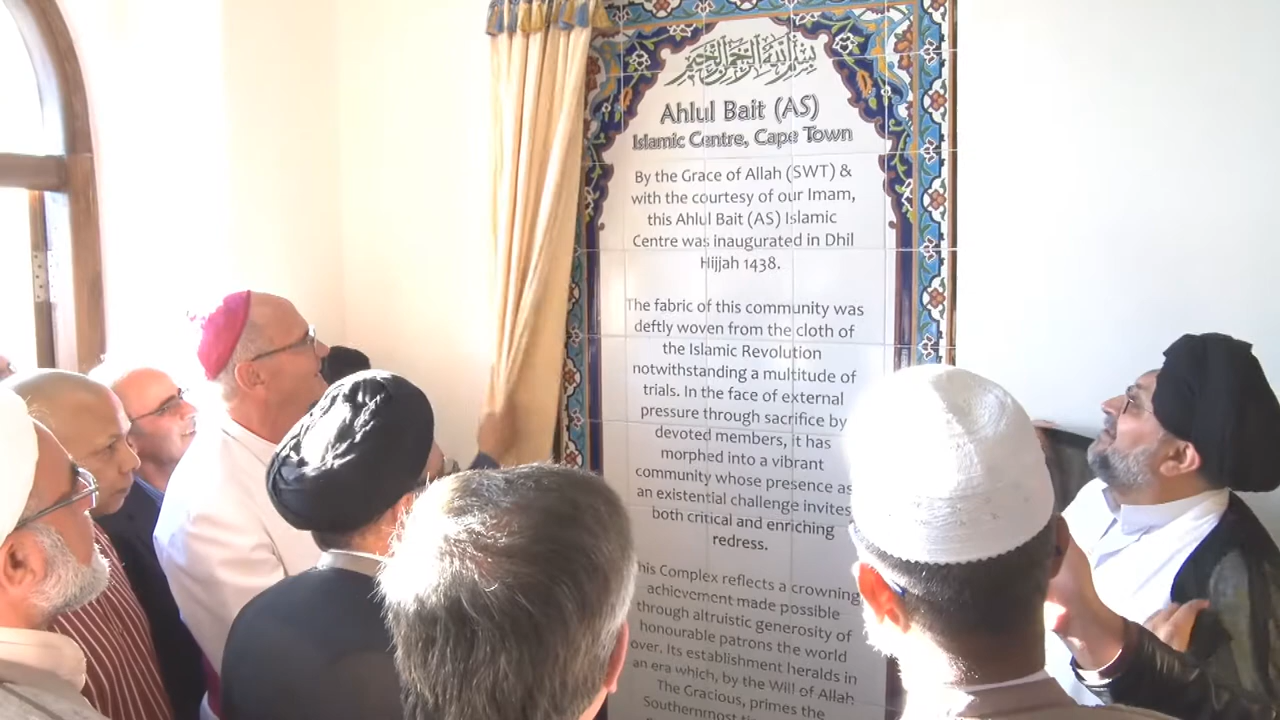 بسم الله الرحمن الرحيم
Ahlul Bait (AS)
Islamic Centre, Cape Town
By the Grace of Allah (SWT) &
with the courtesy of our Imam,
this Ahlul Bait (AS) Islamic
Centre was inaugurated in Dhil
Hijjah 1438.
The fabric of this community was
deftly woven from the cloth of
the Islamic Revolution
notwithstanding a multitude of
trials. In the face of external
pressure through sacrifice by
devoted members, it has
morphed into a vibrant
community whose presence as
an existential challenge invites
both critical and enriching
redress.
This Complex reflects a crowning
achievement made possible
through altruistic generosity of
honourable patrons the world
over. Its establishment heralds in
an era which, by the Will of Allah
The Gracious, primes the
Southernmost